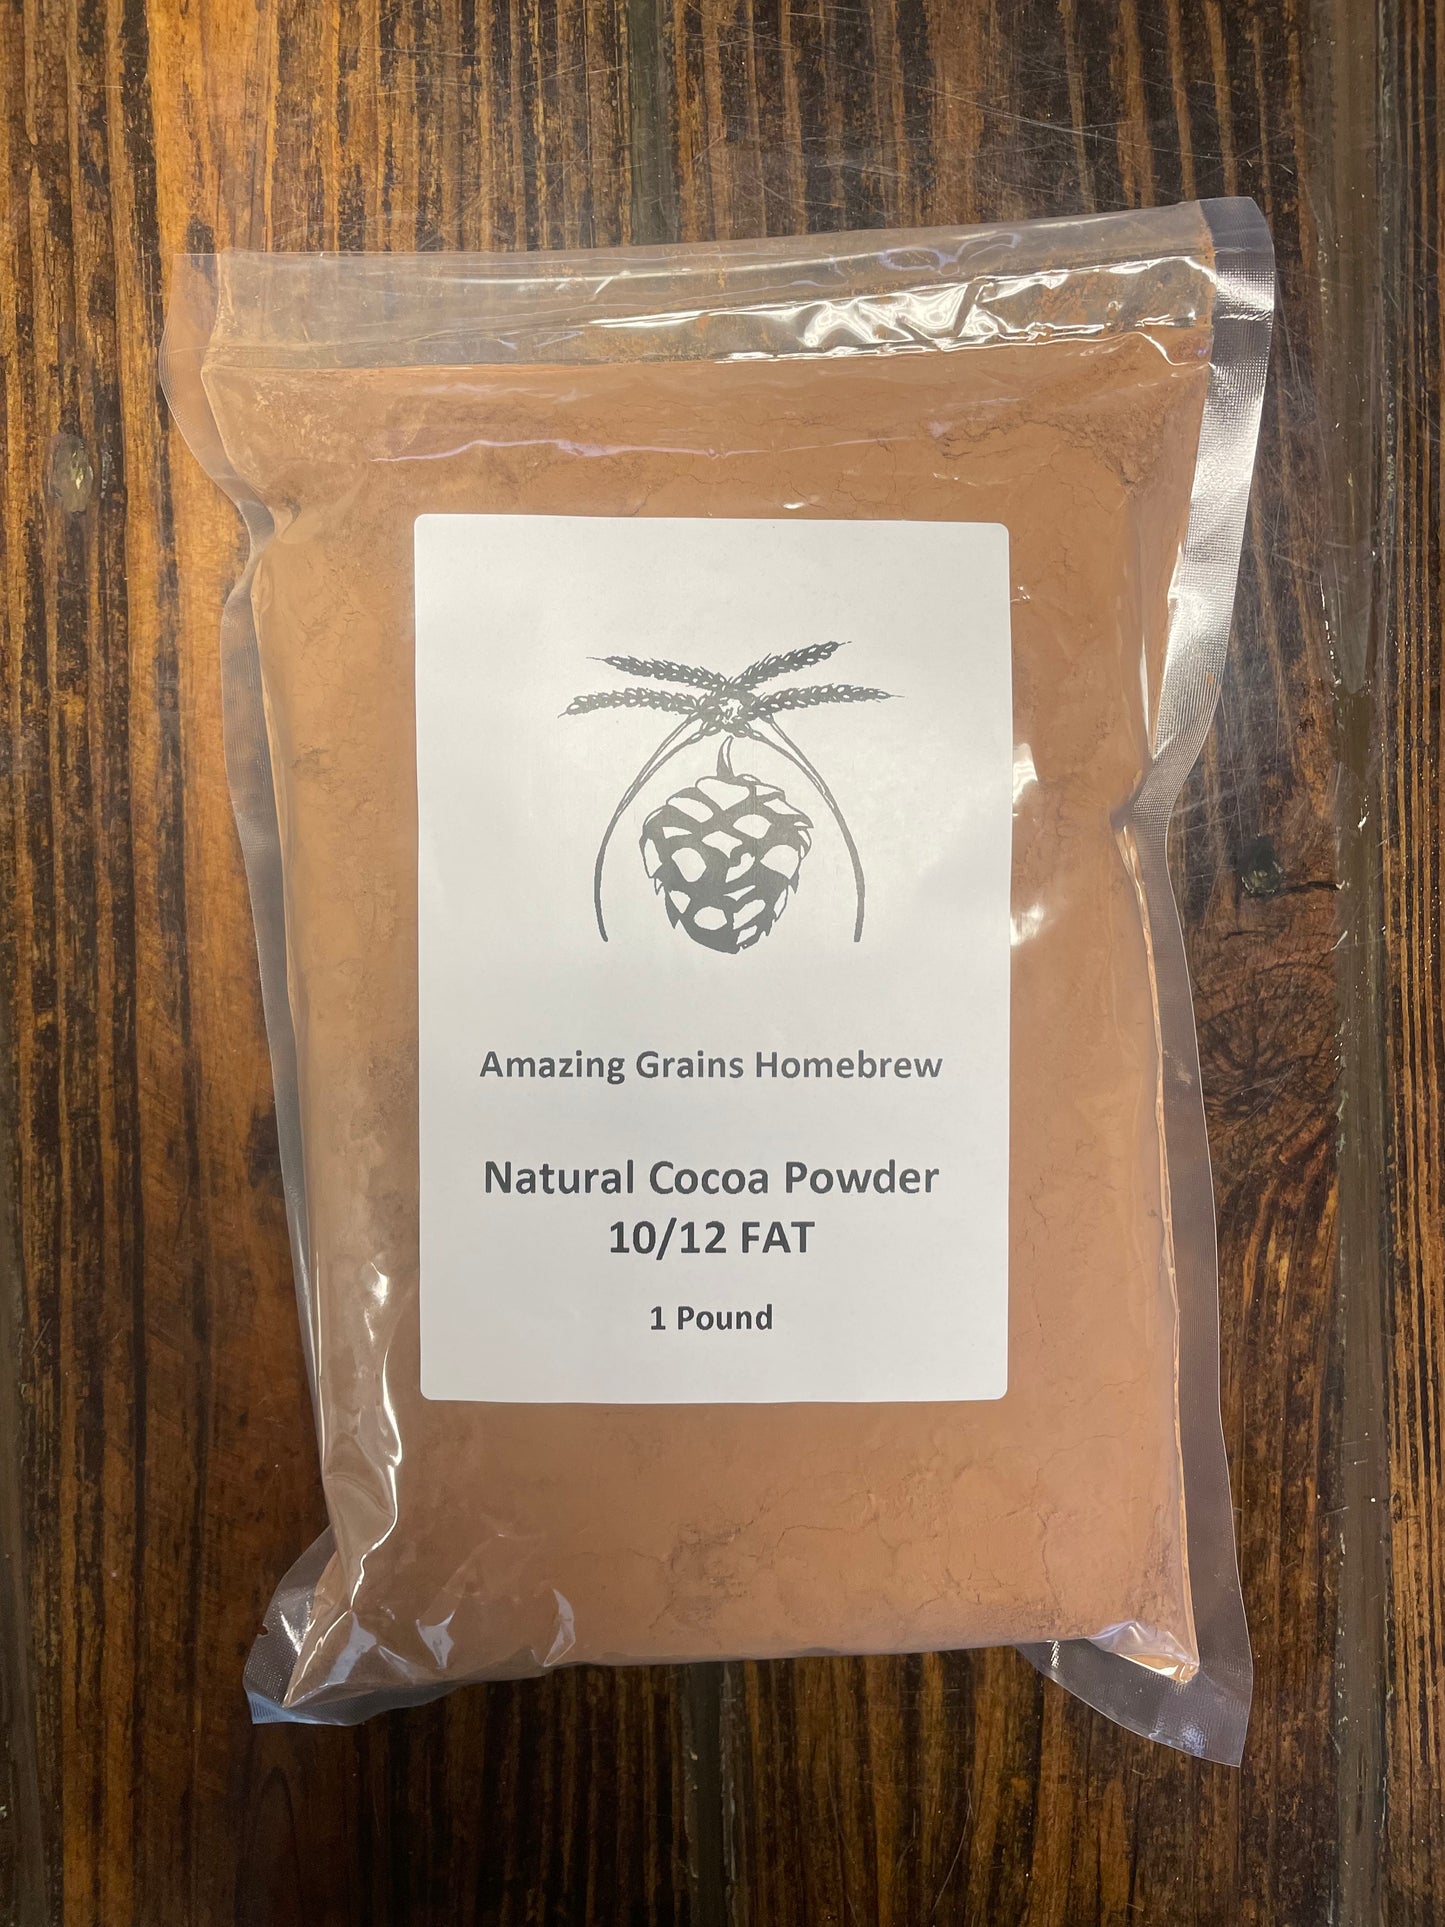 Amazing Grains Homebrew
Natural Cocoa Powder
10/12 FAT
1 Pound